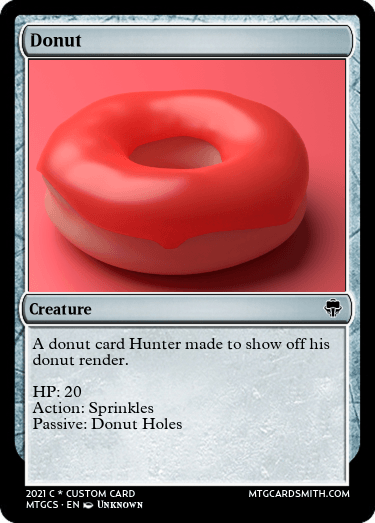 Donut
Creature
A donut card Hunter made to show off his
donut render.
HP: 20
Action: Sprinkles
Passive: Donut Holes
2021 C * CUSTOM CARD
MTGCS · EN Unknown
MTGCARDSMITH.COM